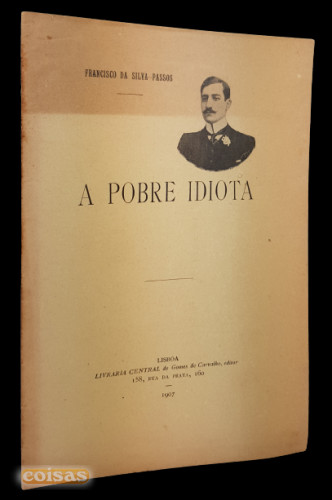 FRANCISCO DA SILVA-PASSOS
A POBRE IDIOTA
LISBOA
LIVRARIA CENTRAL de Gomes de Carvalho, editor
158, RUA DA PRATA, 160
1907
coisas